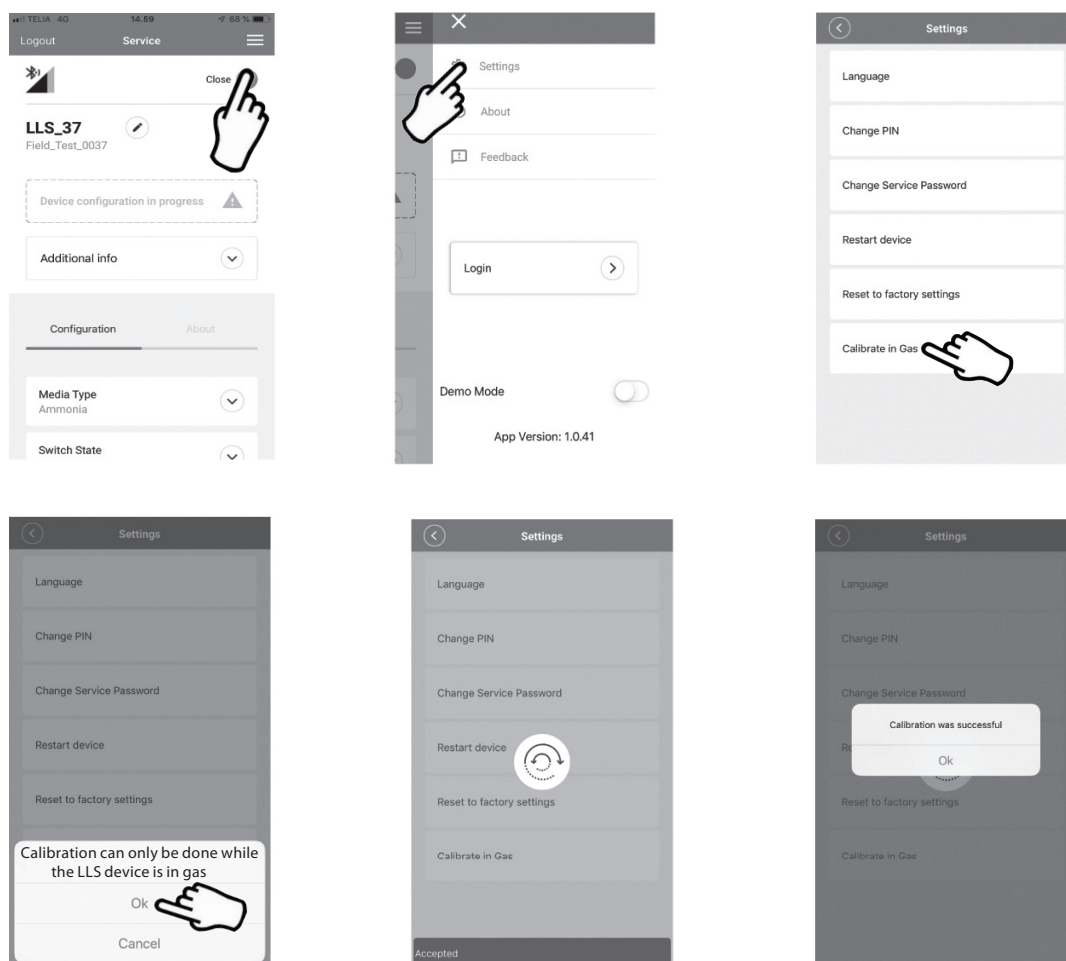 TELIA 4G 14.59 68 %
Logout Service
Close
LLS_37
Field_Test_0037
Device configuration in progress
Additional info
Configuration About
Media Type
Ammonia
Switch State
Settings
About
Feedback
Login
Demo Mode
App Version: 1.0.41
Settings
Language
Change PIN
Change Service Password
Restart device
Reset to factory settings
Calibrate in Gas
Settings
Language
Change PIN
Change Service Password
Restart device
Reset to factory settings
Calibration can only be done while
the LLS device is in gas
Ok
Cancel
Settings
Language
Change PIN
Change Service Password
Restart device
Reset to factory settings
Calibrate in Gas
Accepted
Settings
Language
Change PIN
Change Service Password
Calibration was successful
Re
Ok
Reset to factory settings
Calibrate in Gas